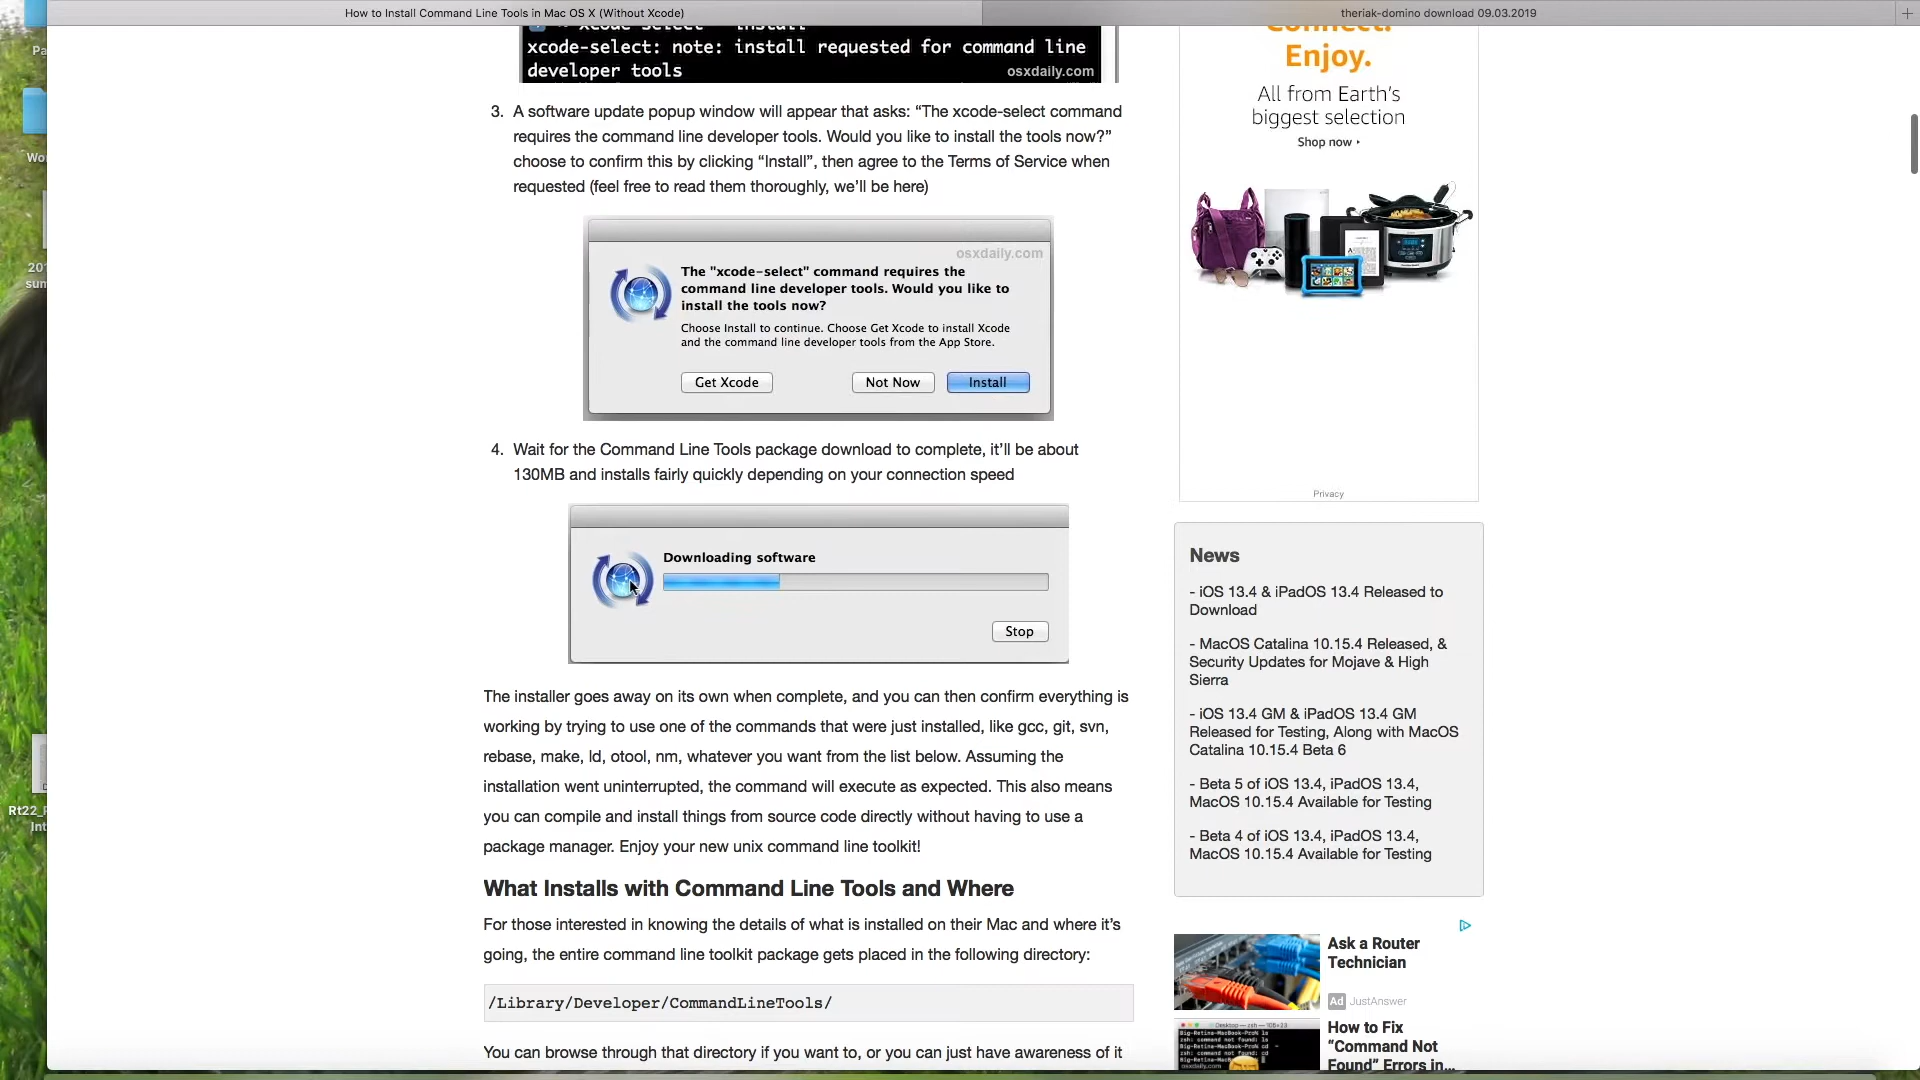 How to Install Command Line Tools in Mac OS X (Without Xcode)
theriak-domino download 09.03.2019
xcode-select: note: install requested for command line
developer tools
osxdaily.com
3. A software update popup window will appear that asks: “The xcode-select command
requires the command line developer tools. Would you like to install the tools now?”
choose to confirm this by clicking “Install”, then agree to the Terms of Service when
requested (feel free to read them thoroughly, we’ll be here)
osxdaily.com
The "xcode-select" command requires the
command line developer tools. Would you like to
install the tools now?
Choose Install to continue. Choose Get Xcode to install Xcode
and the command line developer tools from the App Store.
Get Xcode
Not Now
Install
4. Wait for the Command Line Tools package download to complete, it’ll be about
130MB and installs fairly quickly depending on your connection speed
Downloading software
Stop
The installer goes away on its own when complete, and you can then confirm everything is
working by trying to use one of the commands that were just installed, like gcc, git, svn,
rebase, make, ld, otool, nm, whatever you want from the list below. Assuming the
installation went uninterrupted, the command will execute as expected. This also means
you can compile and install things from source code directly without having to use a
package manager. Enjoy your new unix command line toolkit!
What Installs with Command Line Tools and Where
For those interested in knowing the details of what is installed on their Mac and where it’s
going, the entire command line toolkit package gets placed in the following directory:
/Library/Developer/CommandLineTools/
You can browse through that directory if you want to, or you can just have awareness of it
Connect.
Enjoy.
All from Earth’s
biggest selection
Shop now
Privacy
News
- iOS 13.4 & iPadOS 13.4 Released to
Download
- MacOS Catalina 10.15.4 Released, &
Security Updates for Mojave & High
Sierra
- iOS 13.4 GM & iPadOS 13.4 GM
Released for Testing, Along with MacOS
Catalina 10.15.4 Beta 6
- Beta 5 of iOS 13.4, iPadOS 13.4,
MacOS 10.15.4 Available for Testing
- Beta 4 of iOS 13.4, iPadOS 13.4,
MacOS 10.15.4 Available for Testing
Ask a Router
Technician
Ad JustAnswer
How to Fix
“Command Not
Found” Errors in...